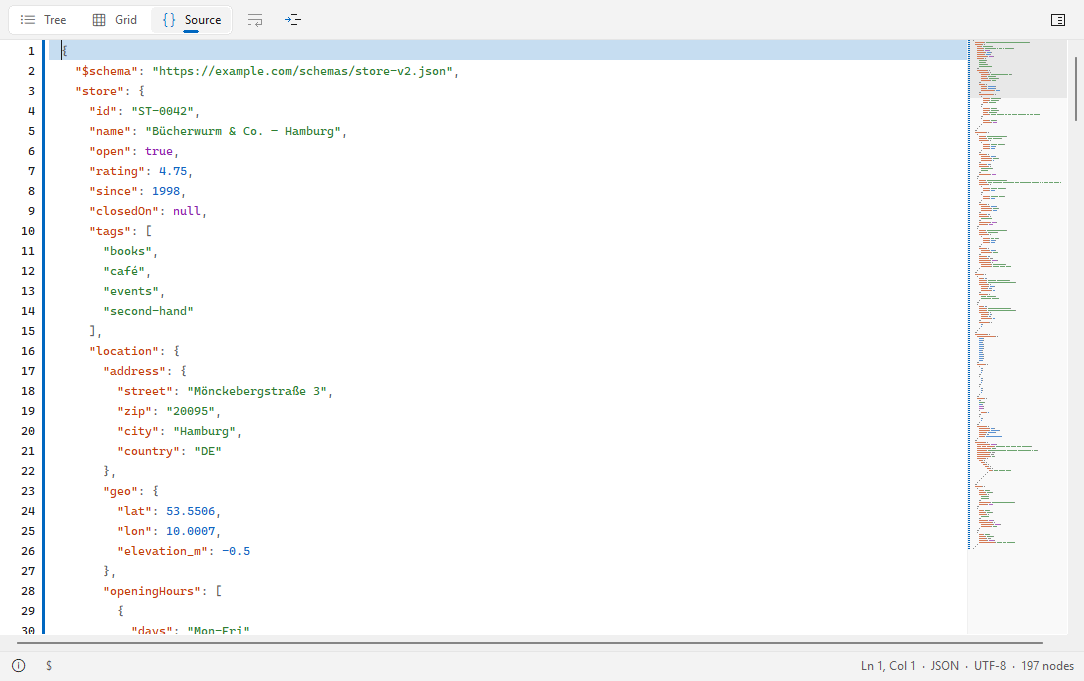 Tree Grid {} Source
1 {
2 "$schema": "https://example.com/schemas/store-v2.json",
3 "store": {
4 "id": "ST-0042",
5 "name": "Bücherwurm & Co. – Hamburg",
6 "open": true,
7 "rating": 4.75,
8 "since": 1998,
9 "closedOn": null,
10 "tags": [
11 "books",
12 "café",
13 "events",
14 "second-hand"
15 ],
16 "location": {
17 "address": {
18 "street": "Mönckebergstraße 3",
19 "zip": "20095",
20 "city": "Hamburg",
21 "country": "DE"
22 },
23 "geo": {
24 "lat": 53.5506,
25 "lon": 10.0007,
26 "elevation_m": -0.5
27 },
28 "openingHours": [
29 {
30 "days": "Mon-Fri"
$ Ln 1, Col 1 · JSON · UTF-8 · 197 nodes